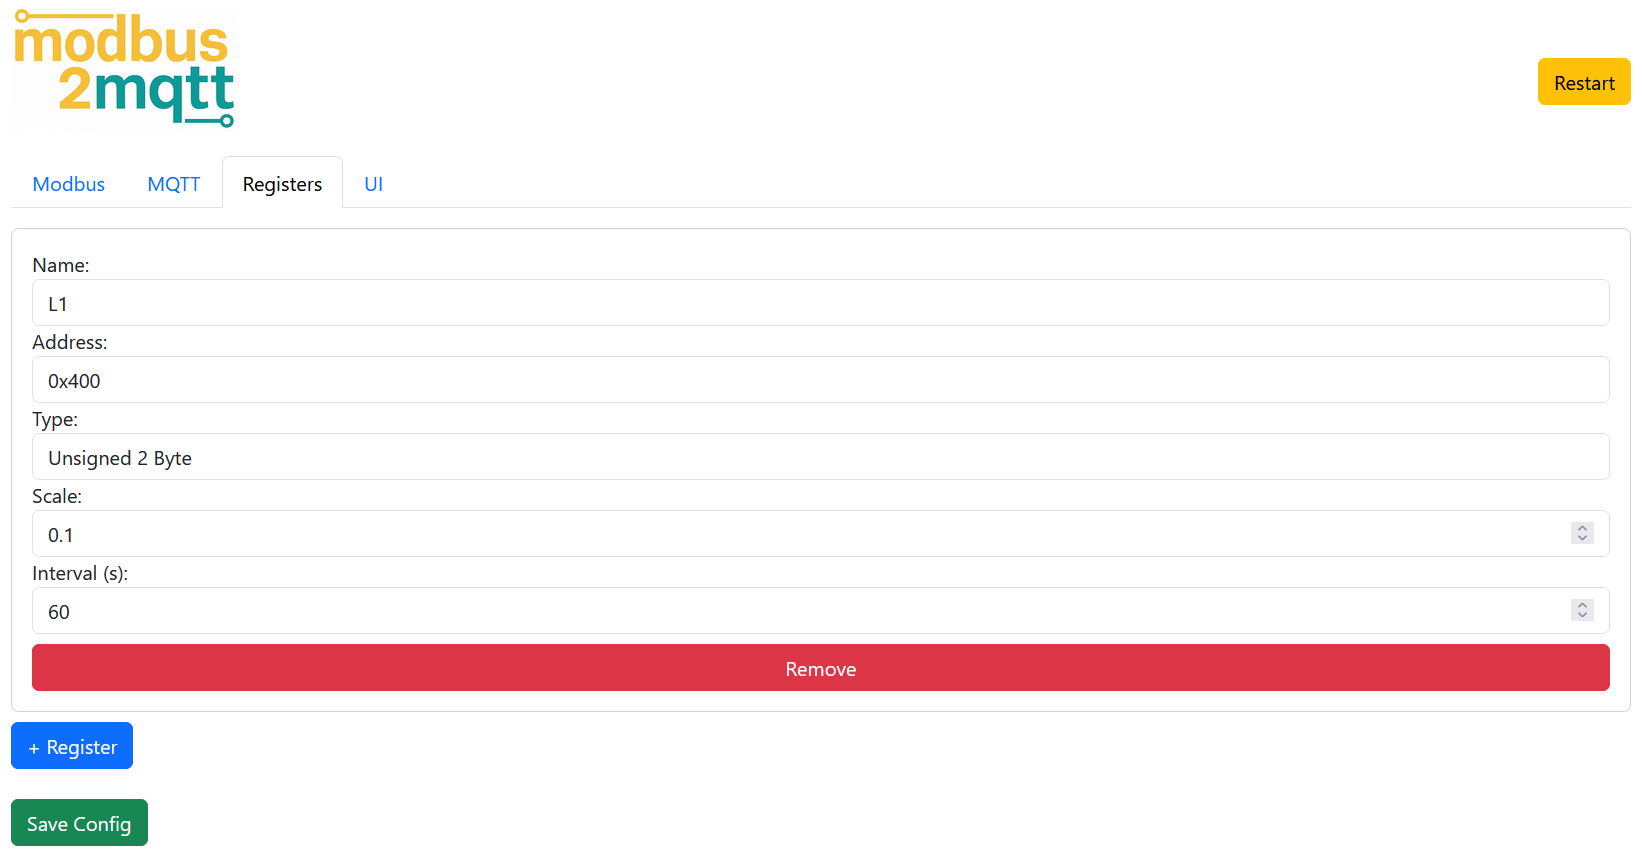 modbus
2mqtt
Restart
Modbus MQTT Registers UI
Name:
L1
Address:
0x400
Type:
Unsigned 2 Byte
Scale:
0.1
Interval (s):
60
Remove
+ Register
Save Config